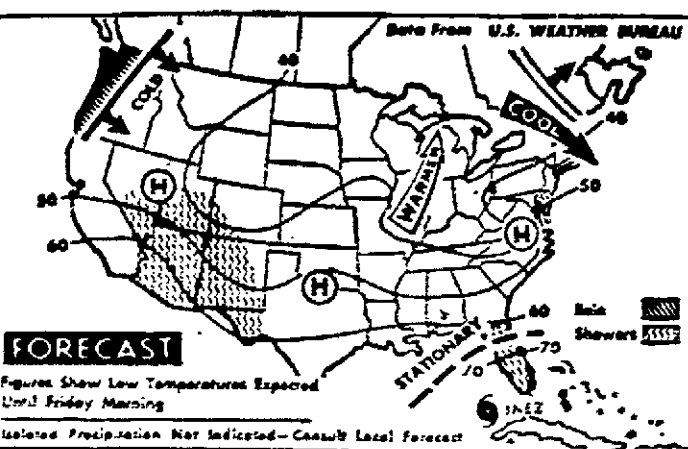 Data From U.S. WEATHER BUREAU
40
COLD
COOL
40
WARMER
H
50
50
H
60
H
60
Rain
Showers
STATIONARY
70
70
FORECAST
Figures Show Low Temperatures Expected
Until Friday Morning
INEZ
Isolated Precipitation Not Indicated—Consult Local Forecast